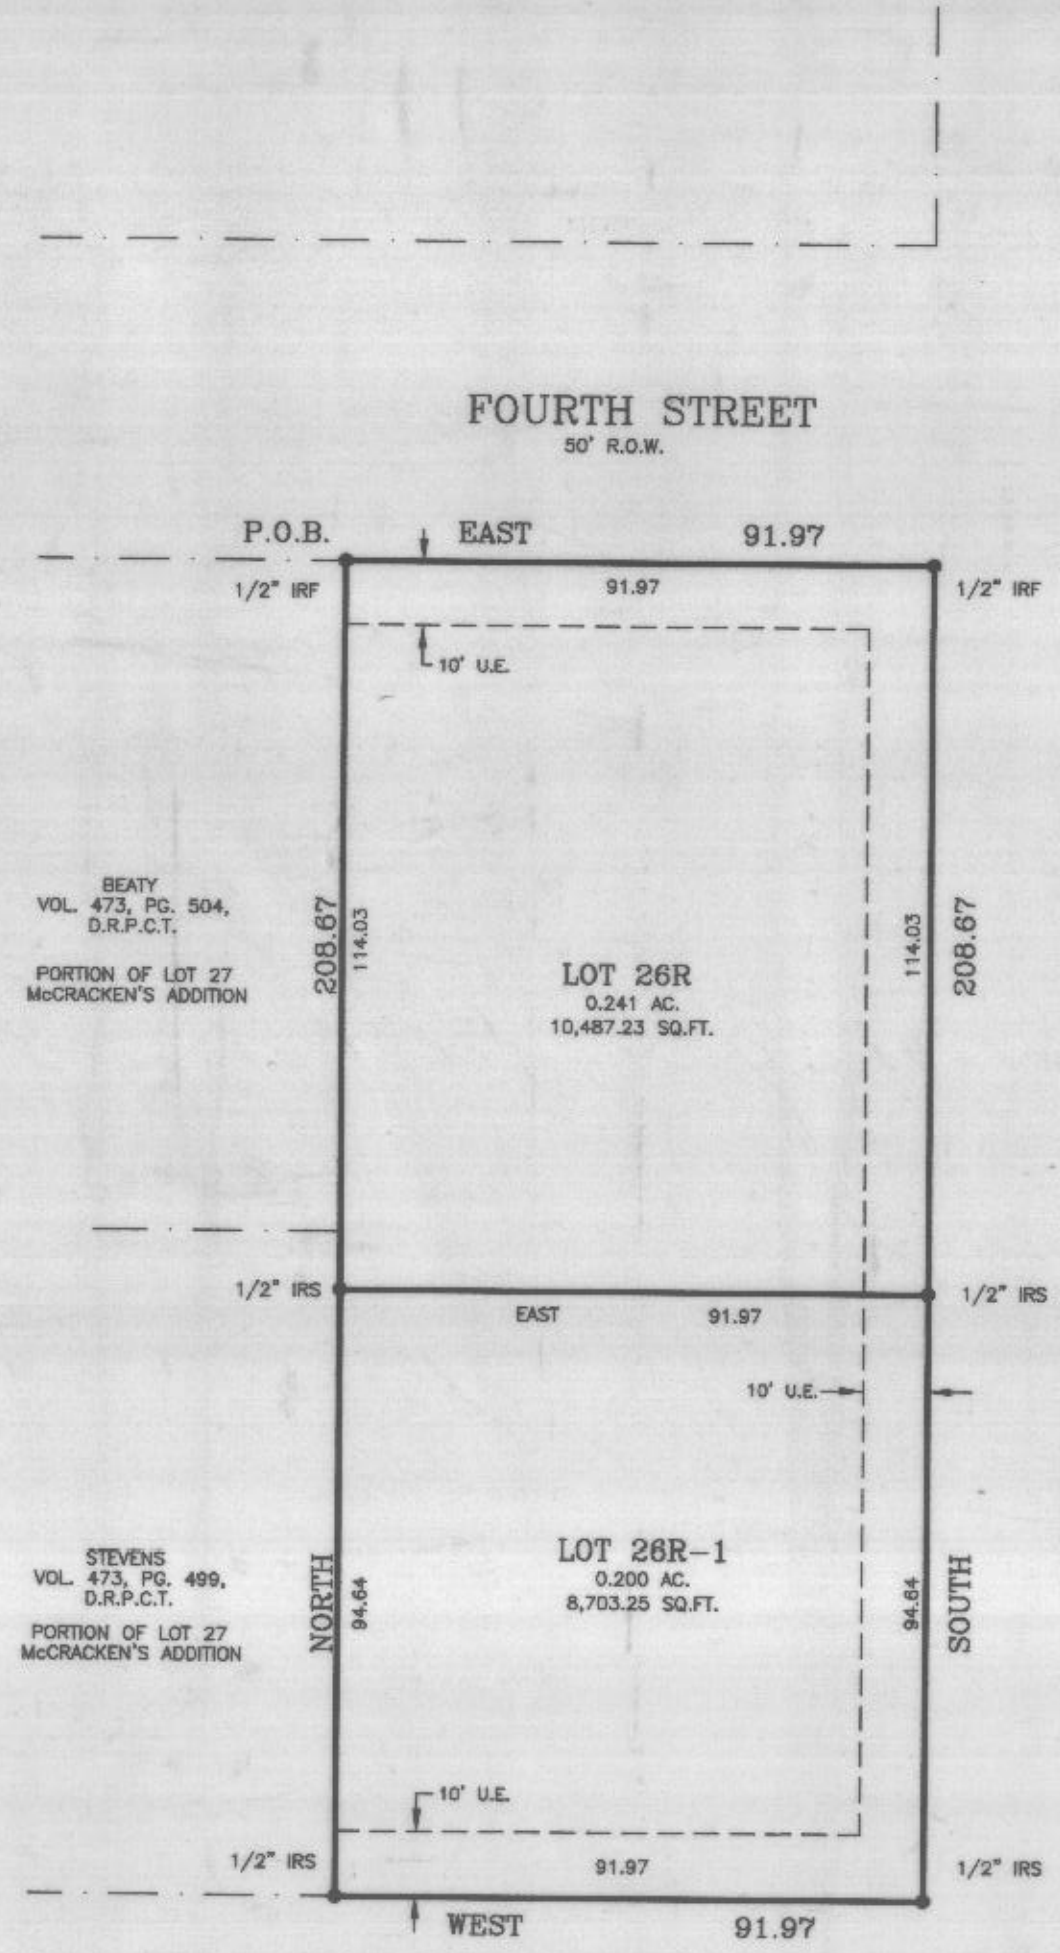 FOURTH STREET
50' R.O.W.
P.O.B.
EAST 91.97
1/2" IRF
91.97
1/2" IRF
10' U.E.
BEATY
VOL. 473, PG. 504,
D.R.P.C.T.
PORTION OF LOT 27
McCRACKEN'S ADDITION
208.67
114.03
LOT 26R
0.241 AC.
10,487.23 SQ.FT.
114.03
208.67
1/2" IRS
EAST 91.97
1/2" IRS
10' U.E.
STEVENS
VOL. 473, PG. 499,
D.R.P.C.T.
PORTION OF LOT 27
McCRACKEN'S ADDITION
NORTH
94.64
LOT 26R-1
0.200 AC.
8,703.25 SQ.FT.
94.64
SOUTH
10' U.E.
1/2" IRS
91.97
1/2" IRS
WEST 91.97